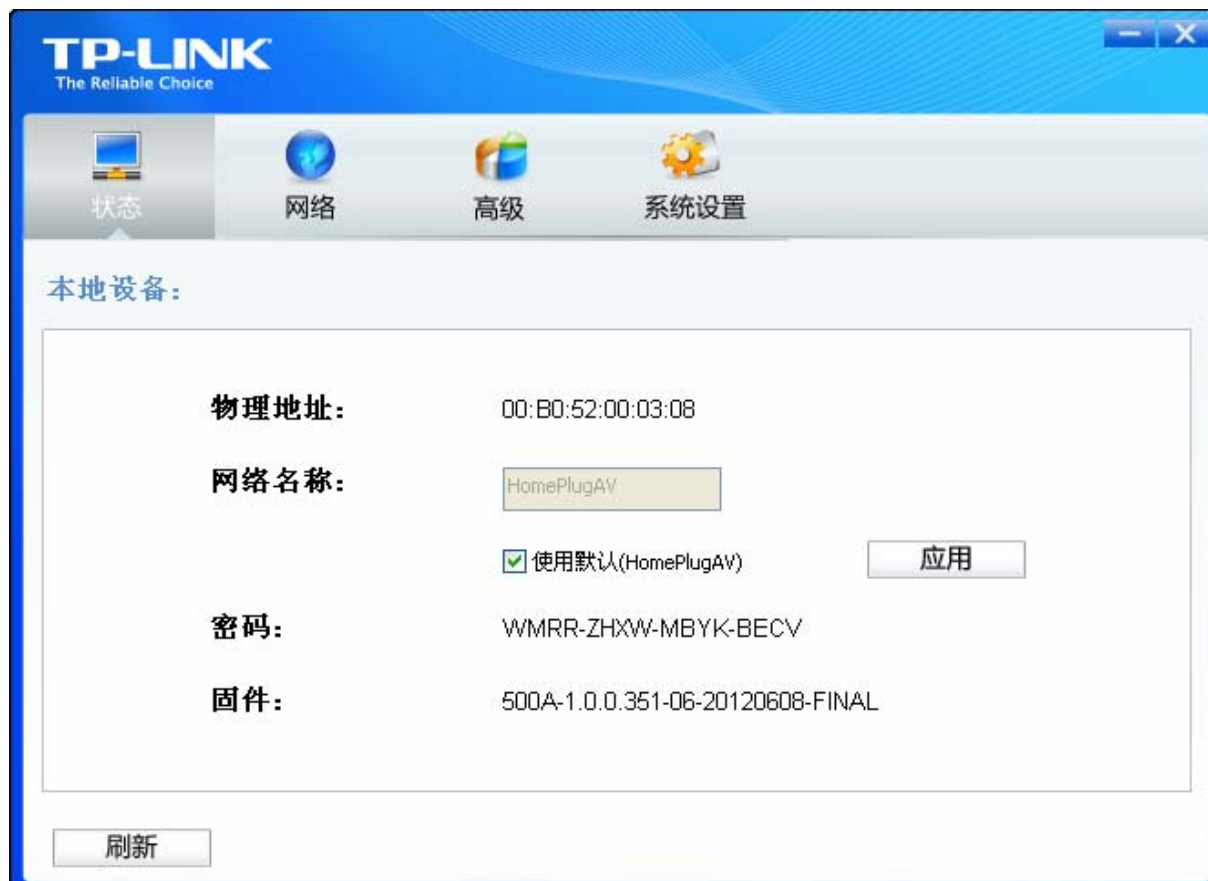 TP-LINK
The Reliable Choice
状态 网络 高级 系统设置
本地设备：
物理地址： 00:B0:52:00:03:08
网络名称： HomePlugAV
使用默认(HomePlugAV) 应用
密码： WMRR-ZHXW-MBYK-BECV
固件： 500A-1.0.0.351-06-20120608-FINAL
刷新